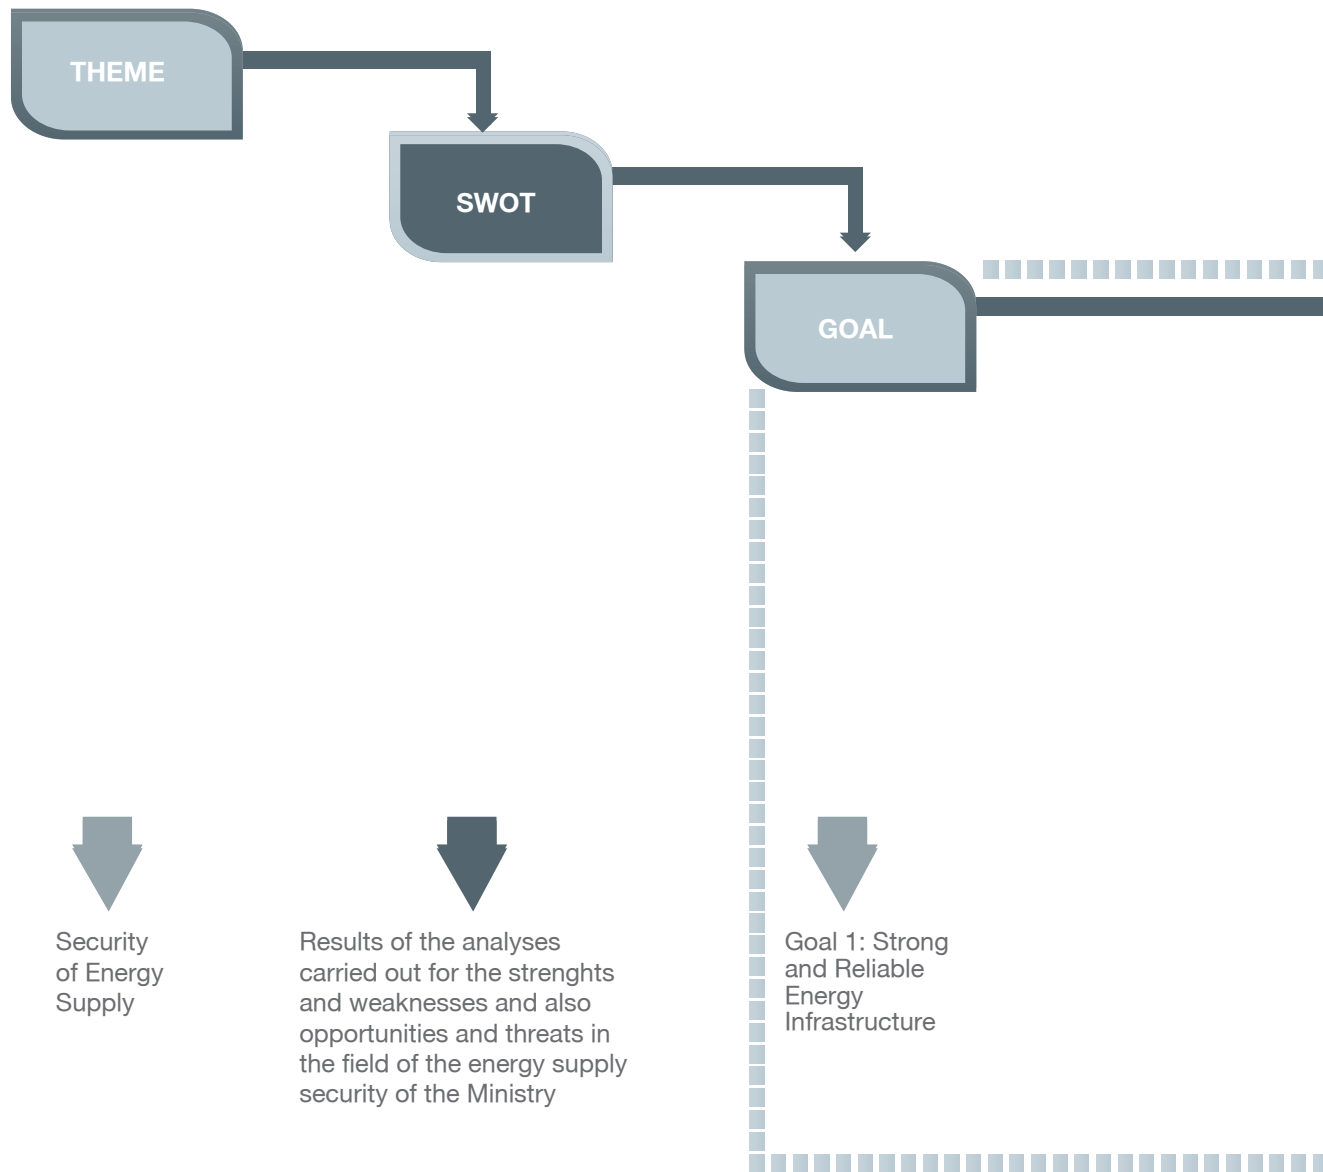 THEME
SWOT
GOAL
Security
of Energy
Supply
Results of the analyses
carried out for the strenghts
and weaknesses and also
opportunities and threats in
the field of the energy supply
security of the Ministry
Goal 1: Strong
and Reliable
Energy
Infrastructure